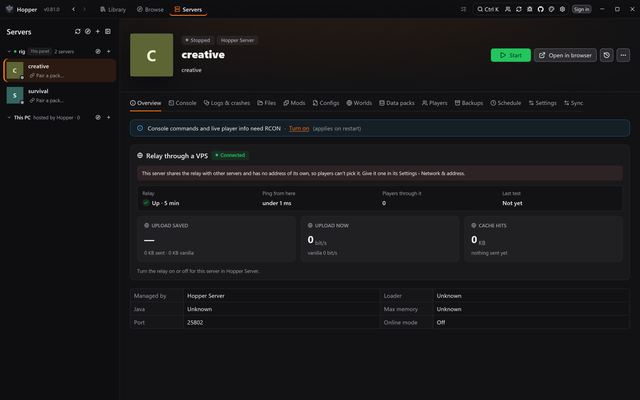 Hopper v0.81.0 Library Browse Servers Ctrl K Sign in
Servers
rig This panel 2 servers
C creative
Pair a pack...
S survival
Pair a pack...
This PC hosted by Hopper · 0
C
Stopped Hopper Server
creative
creative
Start Open in browser
Overview Console Logs & crashes Files Mods Configs Worlds Data packs Players Backups Schedule Settings Sync
Console commands and live player info need RCON · Turn on (applies on restart)
Relay through a VPS Connected
This server shares the relay with other servers and has no address of its own, so players can't pick it. Give it one in its Settings › Network & address.
Relay Ping from here Players through it Last test
Up · 5 min under 1 ms 0 Not yet
UPLOAD SAVED UPLOAD NOW CACHE HITS
— 0 bit/s 0 KB
0 KB sent · 0 KB vanilla vanilla 0 bit/s nothing sent yet
Turn the relay on or off for this server in Hopper Server.
Managed by Hopper Server Loader Unknown
Java Unknown Max memory Unknown
Port 25802 Online mode Off